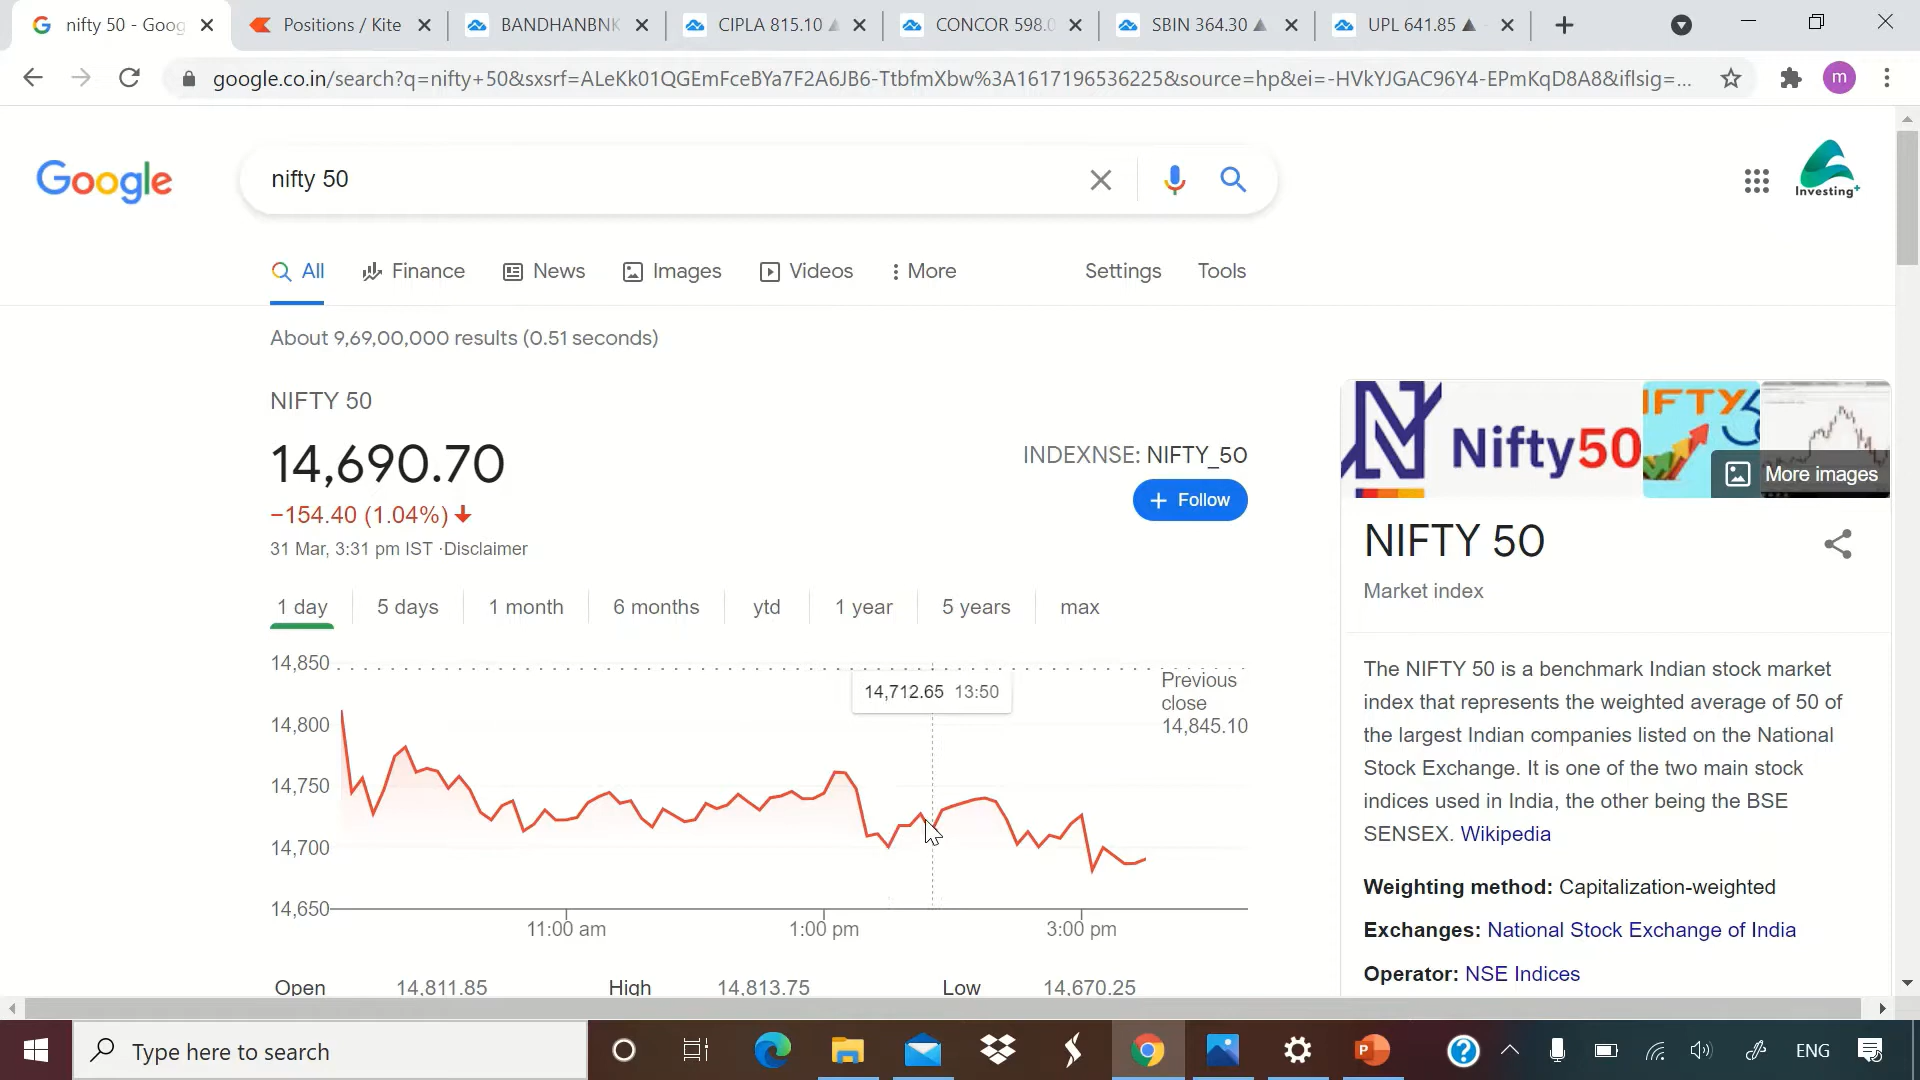 nifty 50 - Goog
Positions / Kite
BANDHANBNK
CIPLA 815.10
CONCOR 598.0
SBIN 364.30
UPL 641.85
google.co.in/search?q=nifty+50&sxsrf=ALeKk01QGEmFceBYa7F2A6JB6-TtbfmXbw%3A1617196536225&source=hp&ei=-HVkYJGAC96Y4-EPmKqD8A8&iflsig=...
m
Google
nifty 50
Investing+
All
Finance
News
Images
Videos
More
Settings
Tools
About 9,69,00,000 results (0.51 seconds)
NIFTY 50
14,690.70
−154.40 (1.04%)
31 Mar, 3:31 pm IST ·Disclaimer
INDEXNSE: NIFTY_50
+ Follow
1 day
5 days
1 month
6 months
ytd
1 year
5 years
max
14,850
14,800
14,750
14,700
14,650
14,712.65 13:50
Previous
close
14,845.10
11:00 am
1:00 pm
3:00 pm
Open 14,811.85
High 14,813.75
Low 14,670.25
Nifty50
IFTY
More images
NIFTY 50
Market index
The NIFTY 50 is a benchmark Indian stock market
index that represents the weighted average of 50 of
the largest Indian companies listed on the National
Stock Exchange. It is one of the two main stock
indices used in India, the other being the BSE
SENSEX. Wikipedia
Weighting method: Capitalization-weighted
Exchanges: National Stock Exchange of India
Operator: NSE Indices
Type here to search
ENG